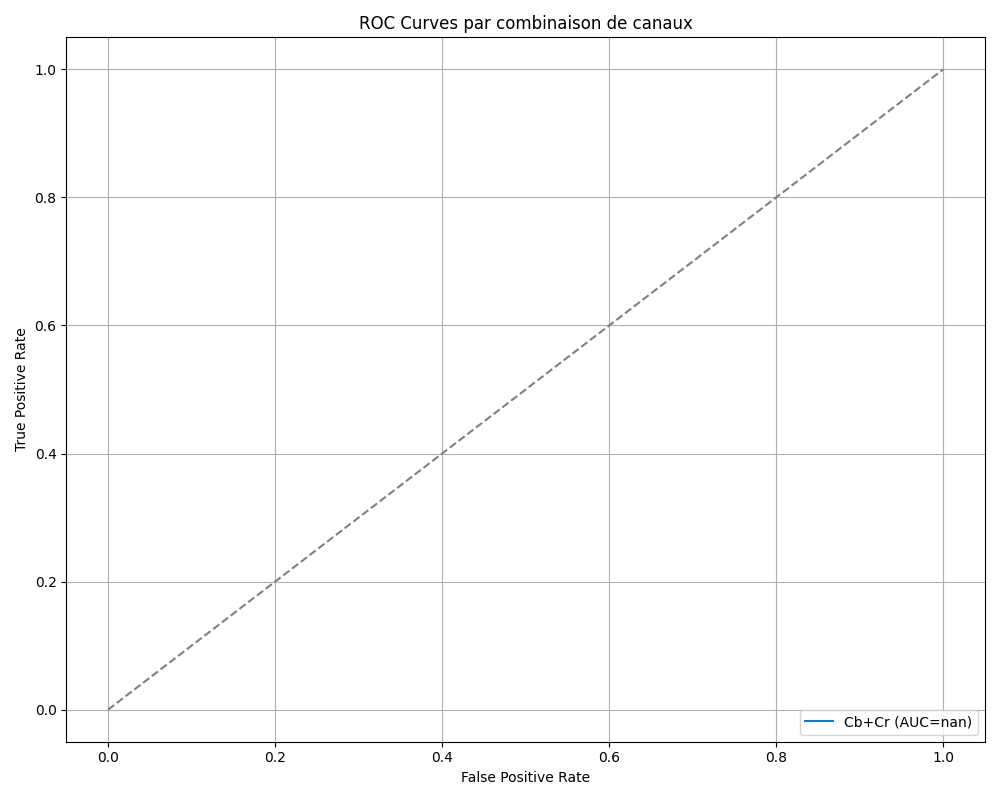 ROC Curves par combinaison de canaux
True Positive Rate
1.0
0.8
0.6
0.4
0.2
0.0
Cb+Cr (AUC=nan)
0.0 0.2 0.4 0.6 0.8 1.0
False Positive Rate